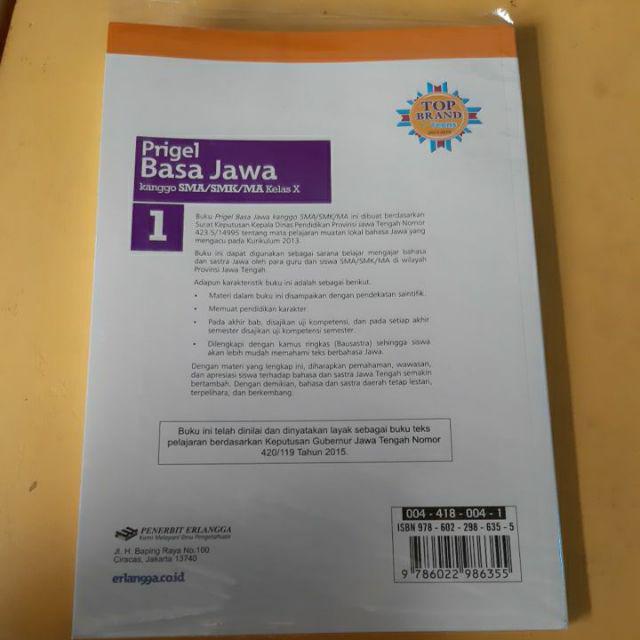 TOP
BRAND
Prigel
Basa Jawa
kanggo SMA/SMK/MA Kelas X
1
Buku Prigel Basa Jawa kanggo SMA/SMK/MA ini dibuat berdasarkan
Surat Keputusan Kepala Dinas Pendidikan Provinsi Jawa Tengah Nomor
423.5/14995 tentang mata pelajaran muatan lokal bahasa Jawa yang
mengacu pada Kurikulum 2013.
Buku ini dapat digunakan sebagai sarana belajar mengajar bahasa
dan sastra Jawa oleh para guru dan siswa SMA/SMK/MA di wilayah
Provinsi Jawa Tengah.
Adapun karakteristik buku ini adalah sebagai berikut.
• Materi dalam buku ini disampaikan dengan pendekatan saintifik.
• Memuat pendidikan karakter.
• Pada akhir bab, disajikan uji kompetensi, dan pada setiap akhir
semester disajikan uji kompetensi semester.
• Dilengkapi dengan kamus ringkas (Bausastra) sehingga siswa
akan lebih mudah memahami teks berbahasa Jawa.
Dengan materi yang lengkap ini, diharapkan pemahaman, wawasan,
dan apresiasi siswa terhadap bahasa dan sastra Jawa Tengah semakin
bertambah. Dengan demikian, bahasa dan sastra daerah tetap lestari,
terpelihara, dan berkembang.
Buku ini telah dinilai dan dinyatakan layak sebagai buku teks
pelajaran berdasarkan Keputusan Gubernur Jawa Tengah Nomor
420/119 Tahun 2015.
PENERBIT ERLANGGA
Kami Melayani Ilmu Pengetahuan
Jl. H. Baping Raya No.100
Ciracas, Jakarta 13740
erlangga.co.id
004 - 418 - 004 - 1
ISBN 978 - 602 - 298 - 635 - 5
9 786022 986355